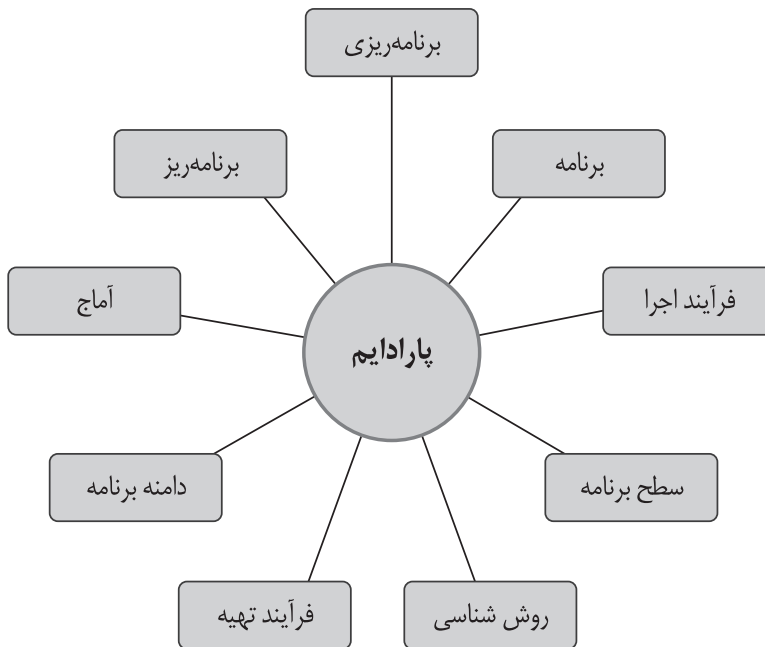 برنامه‌ریزی
برنامه
برنامه‌ریز
فرآیند اجرا
آماج
پارادایم
سطح برنامه
دامنه برنامه
روش شناسی
فرآیند تهیه